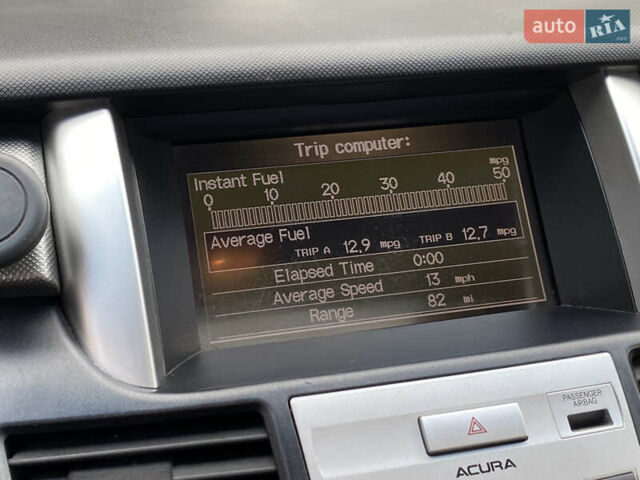 auto RIA.com
Trip computer:
Instant Fuel mpg
0 10 20 30 40 50
Average Fuel
TRIP A 12.9 mpg TRIP B 12.7 mpg
Elapsed Time 0:00
Average Speed 13 mph
Range 82 mi
PASSENGER
AIRBAG
ACURA